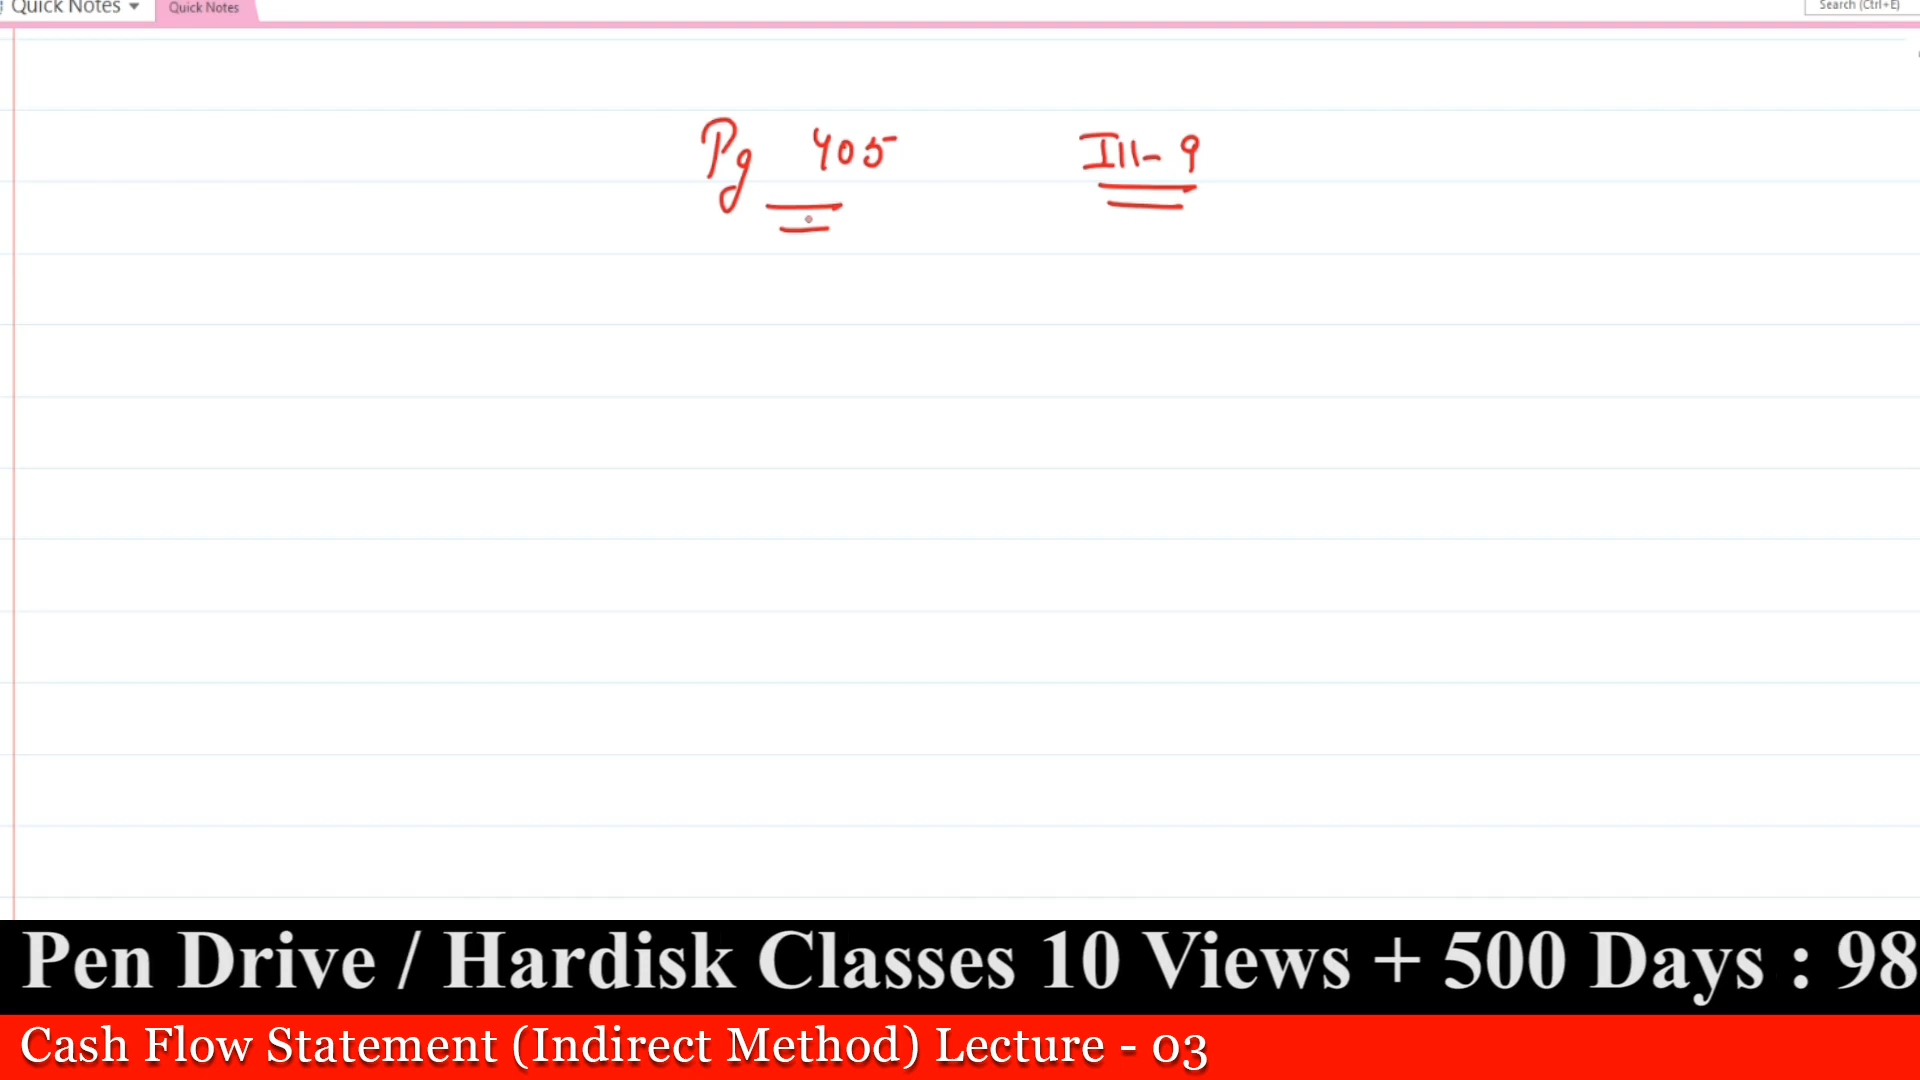 Quick Notes Quick Notes Search (Ctrl+E)
Pg 405 Ill- 9
Pen Drive / Hardisk Classes 10 Views + 500 Days : 98
Cash Flow Statement (Indirect Method) Lecture - 03